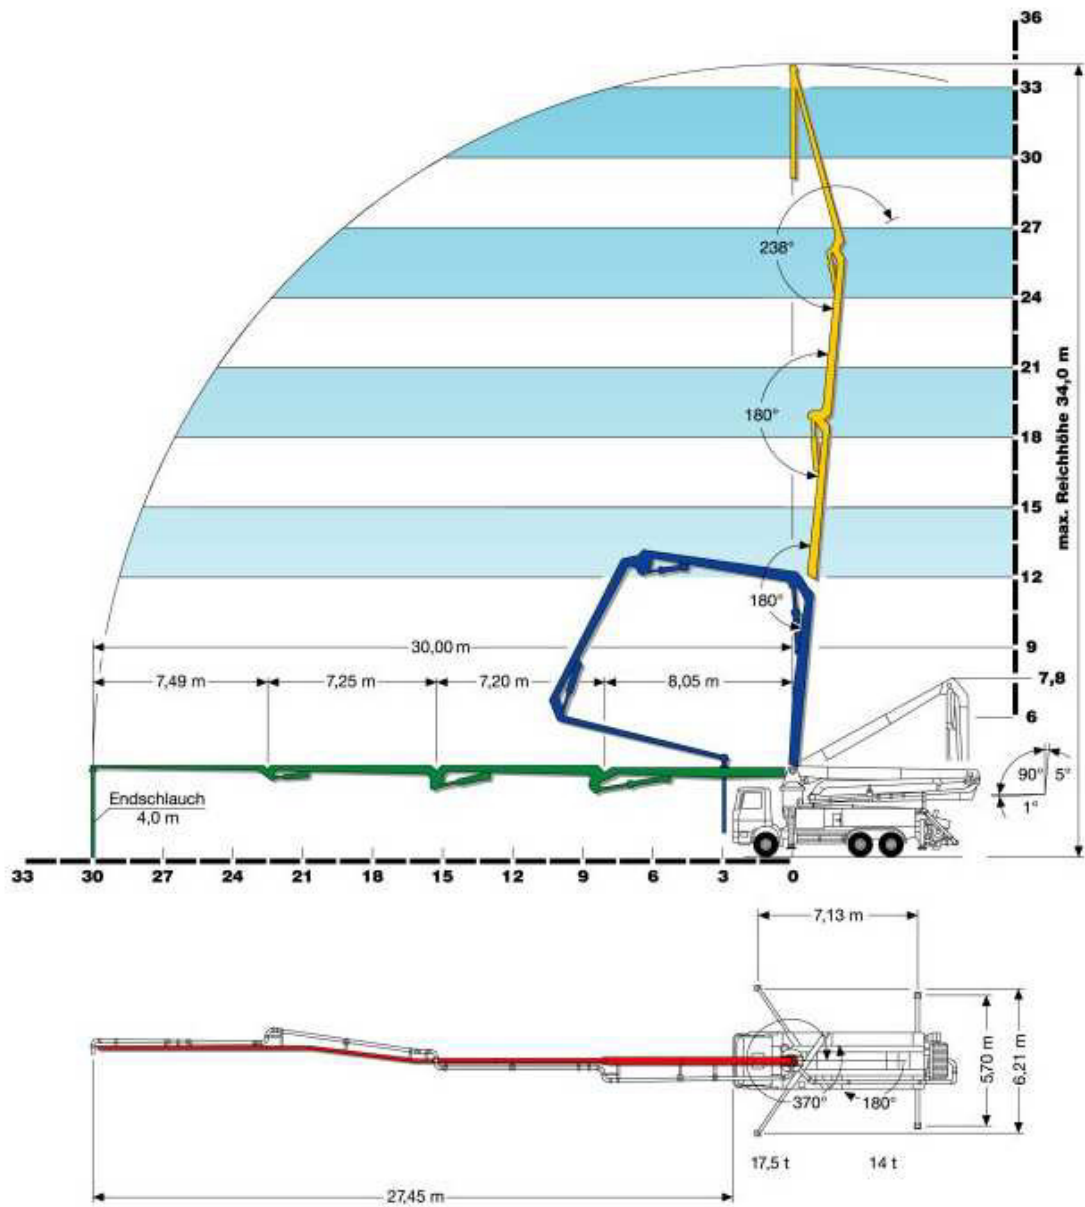 36
33
30
27
238°
24
21
180°
18
max. Reichhöhe 34,0 m
15
12
180°
30,00 m
9
7,49 m
7,25 m
7,20 m
8,05 m
7,8
6
90°
5°
1°
Endschlauch
4,0 m
33
30
27
24
21
18
15
12
9
6
3
0
7,13 m
5,70 m
6,21 m
370°
180°
17,5 t
14 t
27,45 m